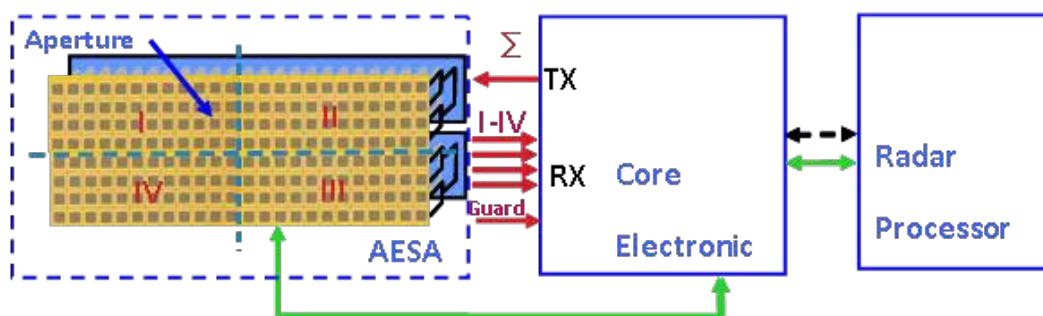 Aperture
Σ
TX
I
II
I-IV
RX
Core
Radar
IV
III
Guard
Electronic
Processor
AESA